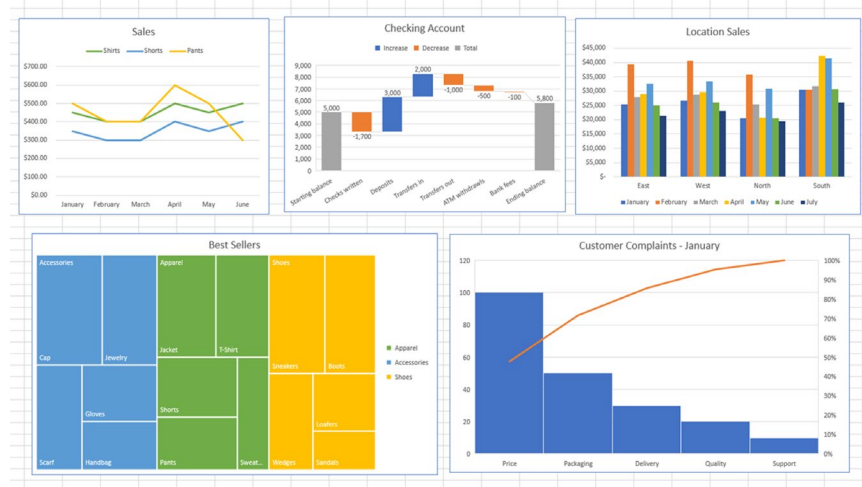 Sales
Shirts Shorts Pants
$700.00
$600.00
$500.00
$400.00
$300.00
$200.00
$100.00
$0.00
January February March April May June
Checking Account
Increase Decrease Total
9,000
8,000
7,000
6,000
5,000
4,000
3,000
2,000
1,000
0
5,000
-1,700
3,000
2,000
-1,000
-500
-100
5,800
Starting balance
Checks written
Deposits
Transfers in
Transfers out
ATM withdrawls
Bank fees
Ending balance
Location Sales
$45,000
$40,000
$35,000
$30,000
$25,000
$20,000
$15,000
$10,000
$5,000
$-
East West North South
January February March April May June July
Best Sellers
Accessories Apparel Shoes
Cap Jewelry Jacket T-Shirt Sneakers Boots
Gloves Shorts Loafers
Scarf Handbag Pants Sweat... Wedges Sandals
Apparel
Accessories
Shoes
Customer Complaints - January
120
100
80
60
40
20
0
100%
90%
80%
70%
60%
50%
40%
30%
20%
10%
0%
Price Packaging Delivery Quality Support